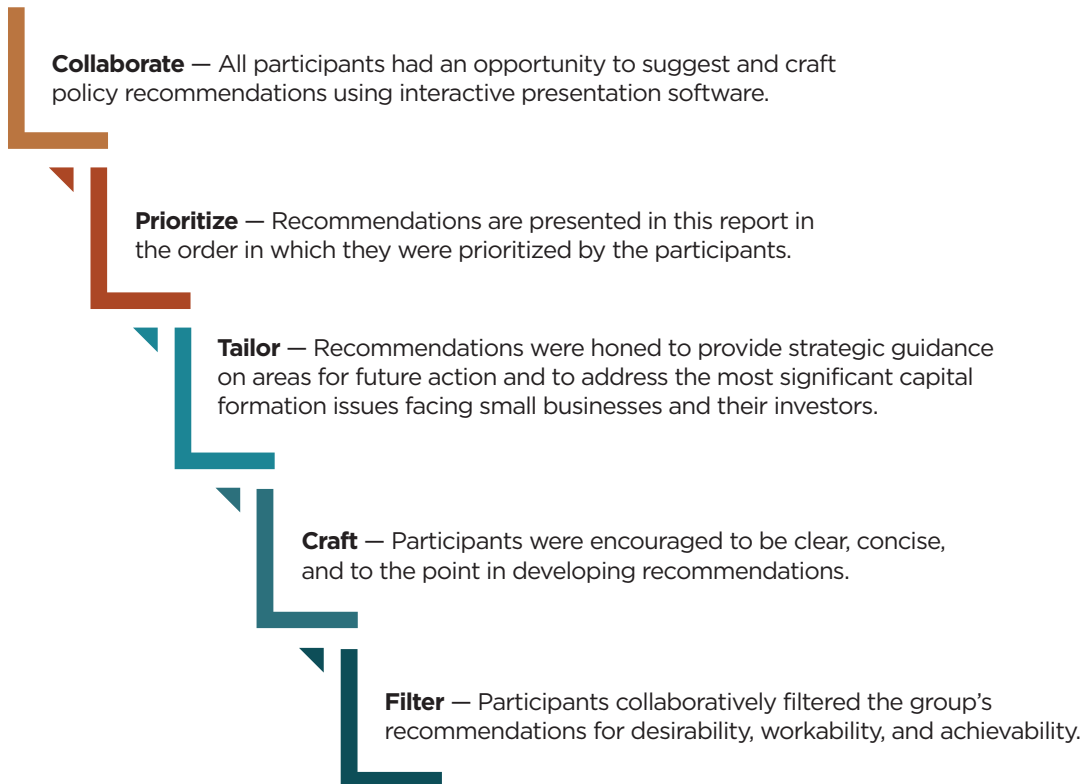 Collaborate — All participants had an opportunity to suggest and craft
policy recommendations using interactive presentation software.
Prioritize — Recommendations are presented in this report in
the order in which they were prioritized by the participants.
Tailor — Recommendations were honed to provide strategic guidance
on areas for future action and to address the most significant capital
formation issues facing small businesses and their investors.
Craft — Participants were encouraged to be clear, concise,
and to the point in developing recommendations.
Filter — Participants collaboratively filtered the group’s
recommendations for desirability, workability, and achievability.